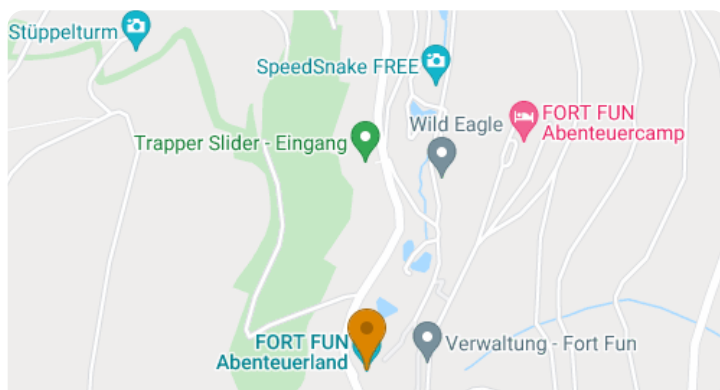 Stüppelturm
SpeedSnake FREE
FORT FUN
Abenteuercamp
Wild Eagle
Trapper Slider - Eingang
FORT FUN
Abenteuerland
Verwaltung - Fort Fun